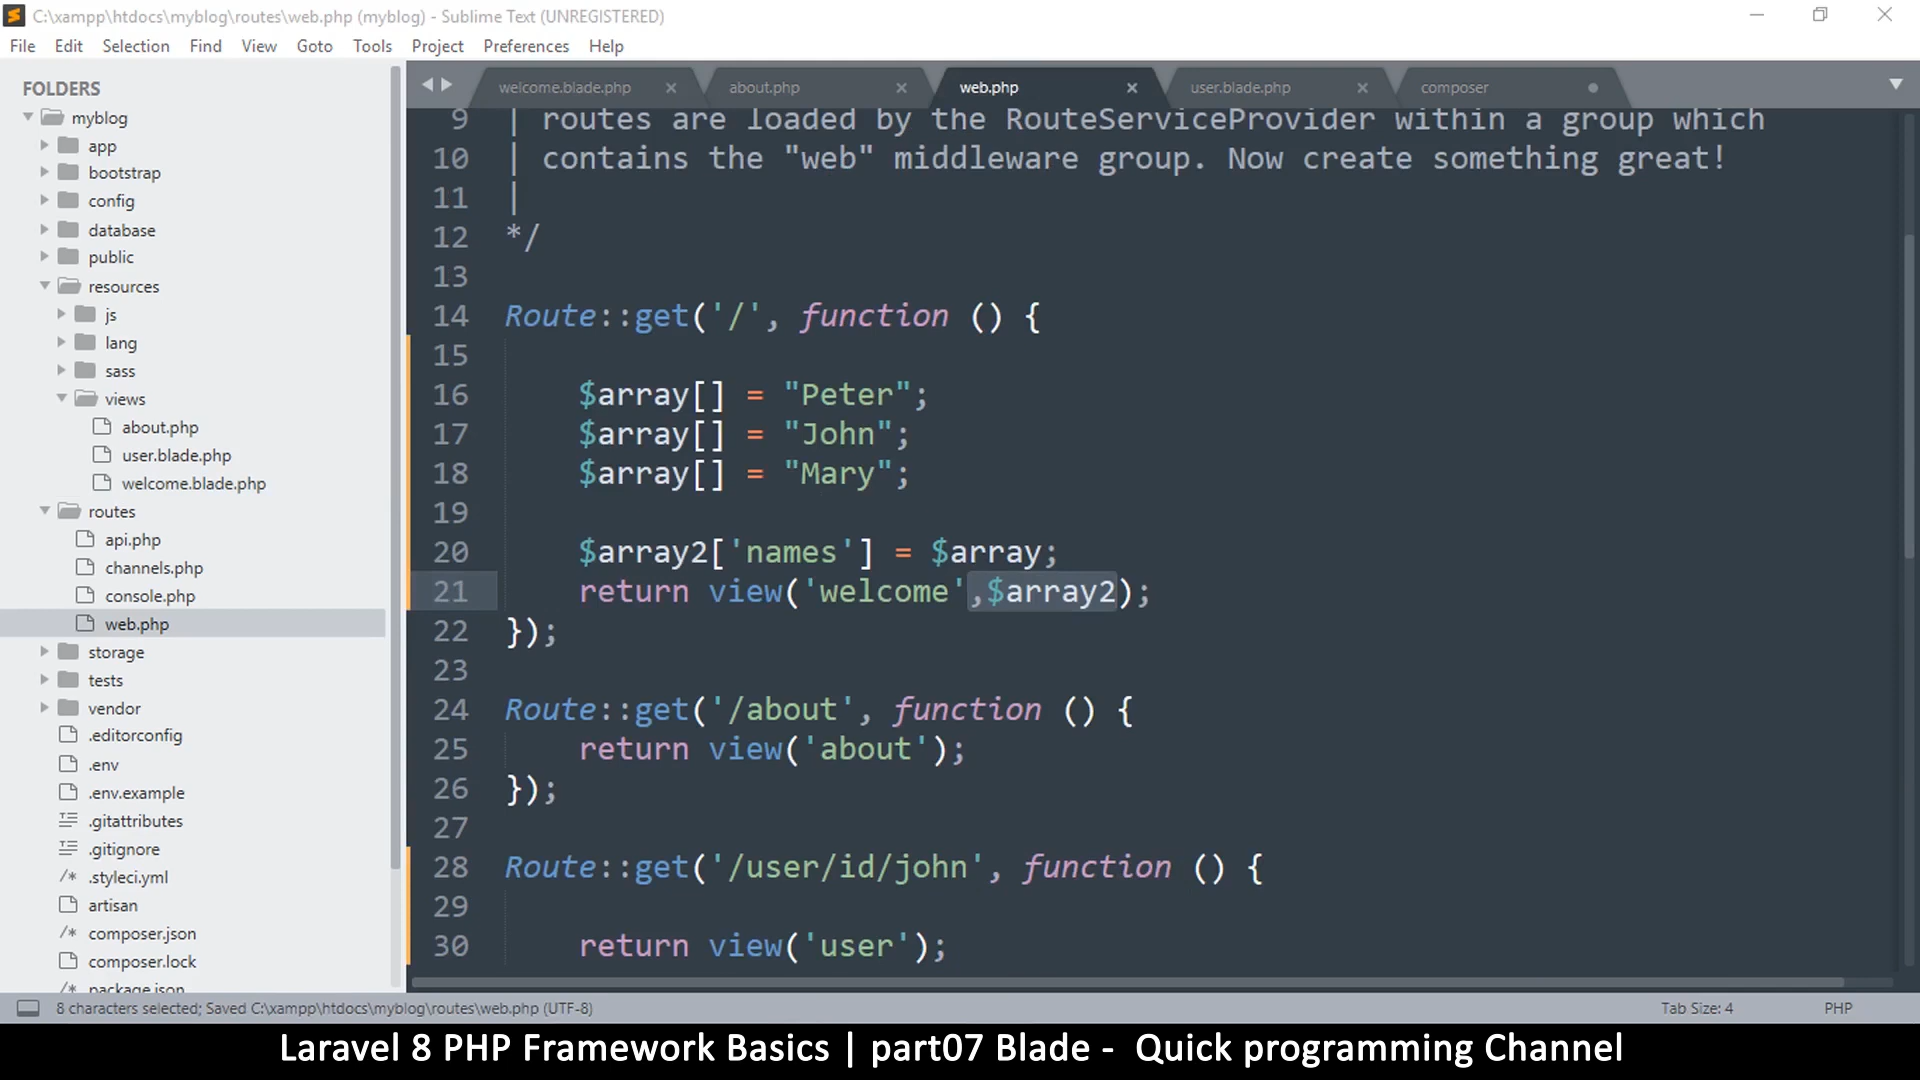 C:\xampp\htdocs\myblog\routes\web.php (myblog) - Sublime Text (UNREGISTERED)
File Edit Selection Find View Goto Tools Project Preferences Help
FOLDERS
myblog
app
bootstrap
config
database
public
resources
js
lang
sass
views
about.php
user.blade.php
welcome.blade.php
routes
api.php
channels.php
console.php
web.php
storage
tests
vendor
.editorconfig
.env
.env.example
.gitattributes
.gitignore
/* .styleci.yml
artisan
/* composer.json
composer.lock
/* package.json
welcome.blade.php about.php web.php user.blade.php composer
9 | routes are loaded by the RouteServiceProvider within a group which
10 | contains the "web" middleware group. Now create something great!
11 |
12 */
13
14 Route::get('/', function () {
15
16 $array[] = "Peter";
17 $array[] = "John";
18 $array[] = "Mary";
19
20 $array2['names'] = $array;
21 return view('welcome',$array2);
22 });
23
24 Route::get('/about', function () {
25 return view('about');
26 });
27
28 Route::get('/user/id/john', function () {
29
30 return view('user');
8 characters selected; Saved C:\xampp\htdocs\myblog\routes\web.php (UTF-8) Tab Size: 4 PHP
Laravel 8 PHP Framework Basics | part07 Blade - Quick programming Channel